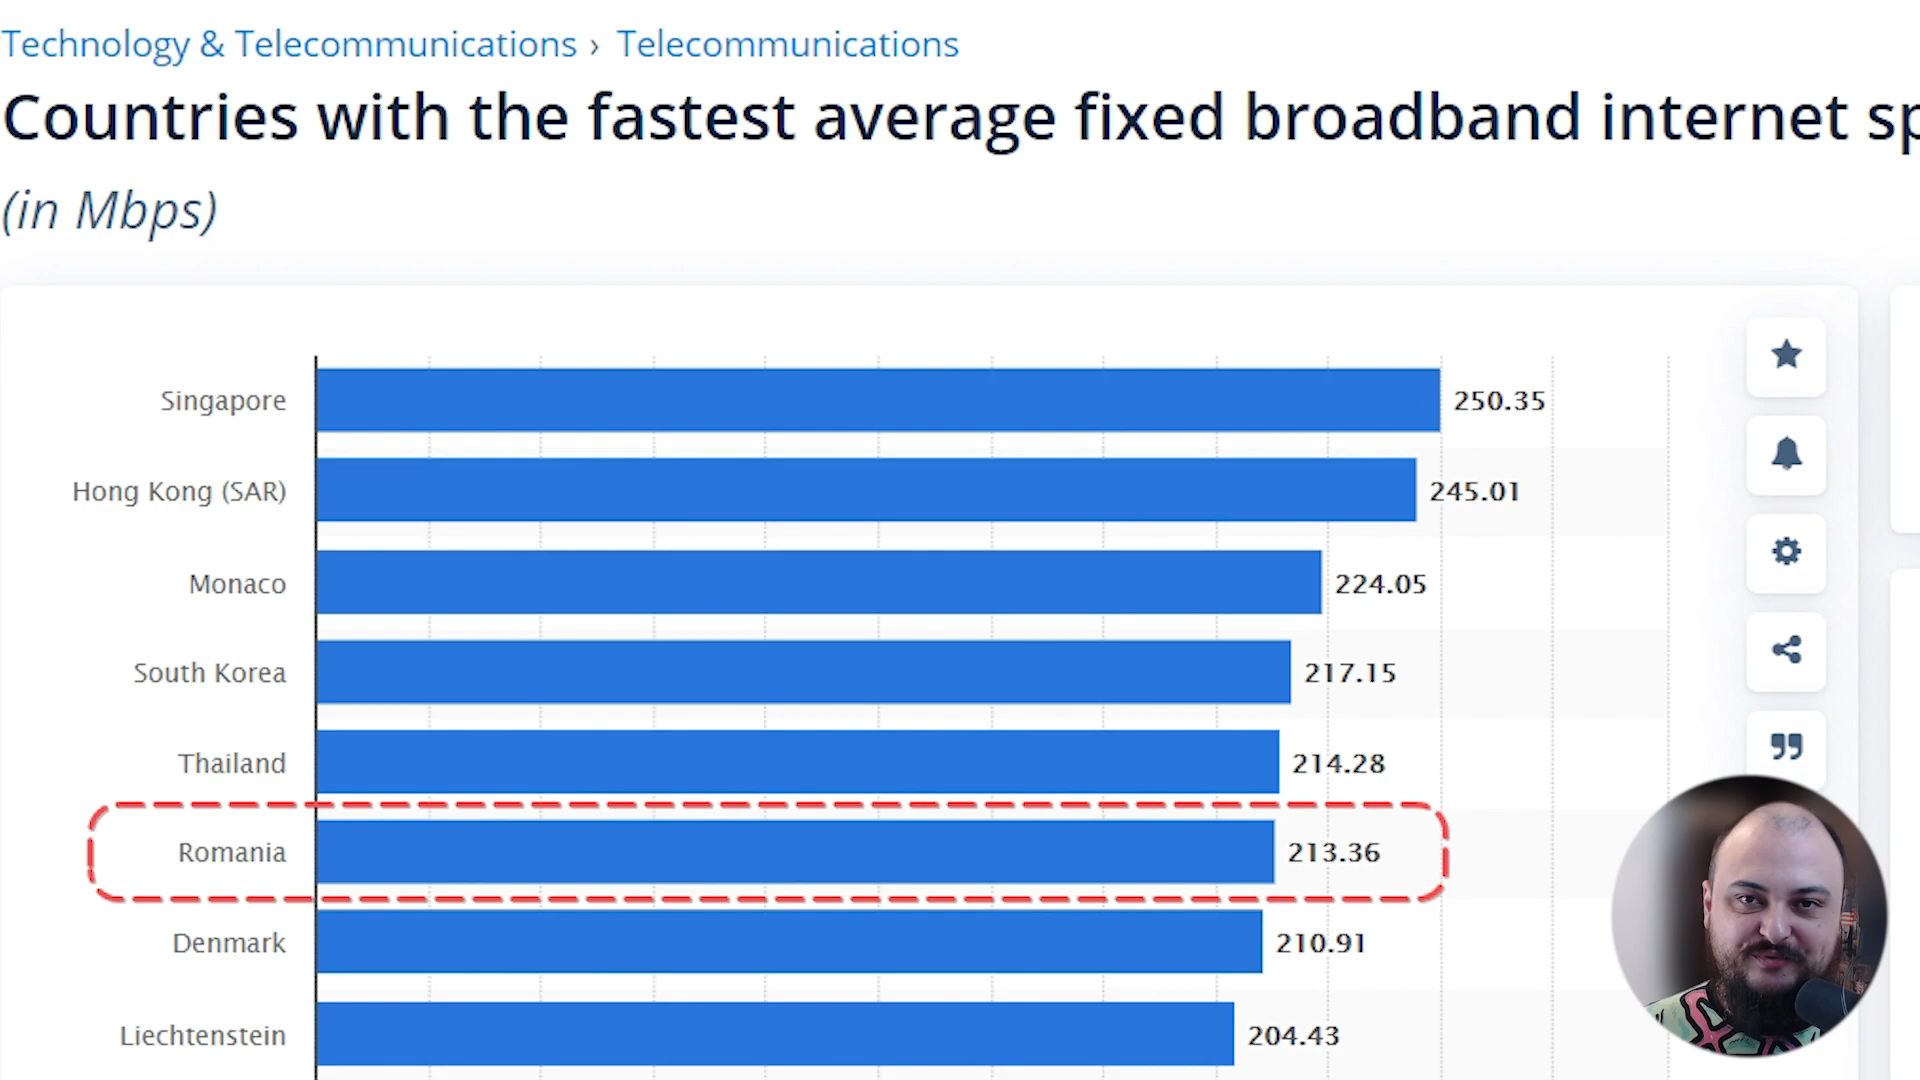 Technology & Telecommunications › Telecommunications
Countries with the fastest average fixed broadband internet sp
(in Mbps)
Singapore 250.35
Hong Kong (SAR) 245.01
Monaco 224.05
South Korea 217.15
Thailand 214.28
Romania 213.36
Denmark 210.91
Liechtenstein 204.43